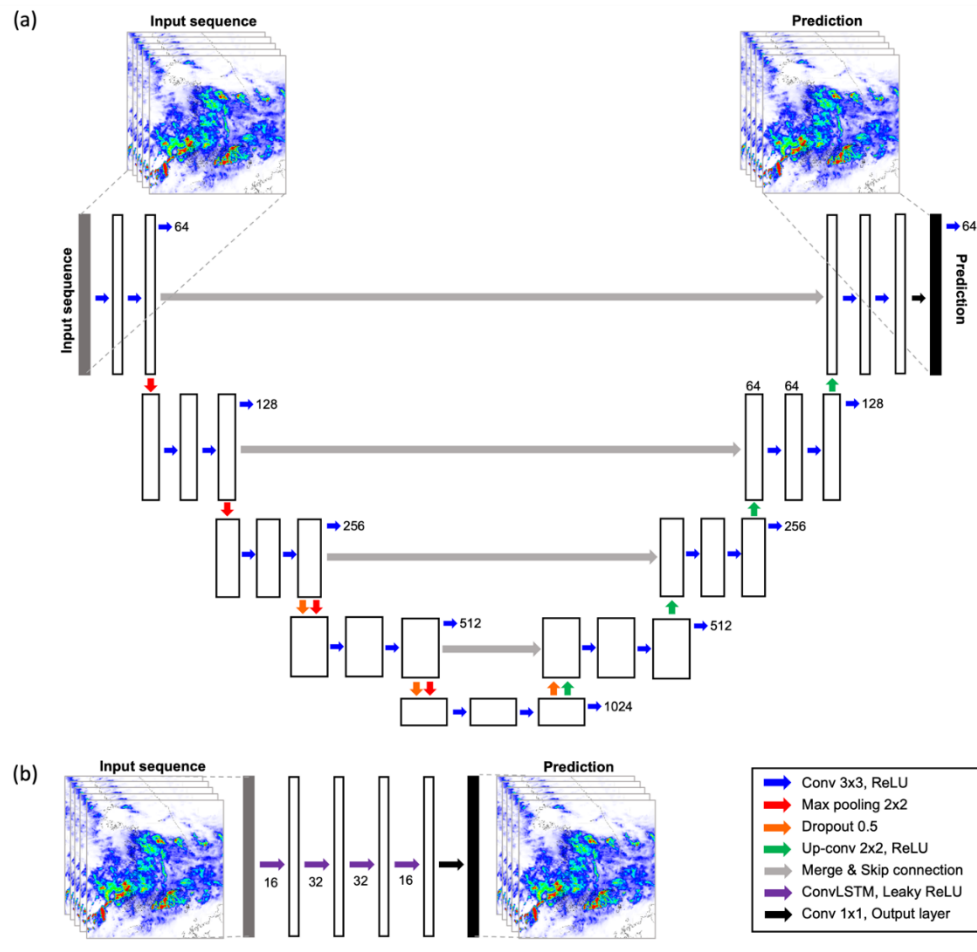 (a)
Input sequence
Prediction
64
64
Input sequence
Prediction
128
64
64
128
256
256
512
512
1024
(b)
Input sequence
Prediction
16
32
32
16
Conv 3x3, ReLU
Max pooling 2x2
Dropout 0.5
Up-conv 2x2, ReLU
Merge & Skip connection
ConvLSTM, Leaky ReLU
Conv 1x1, Output layer